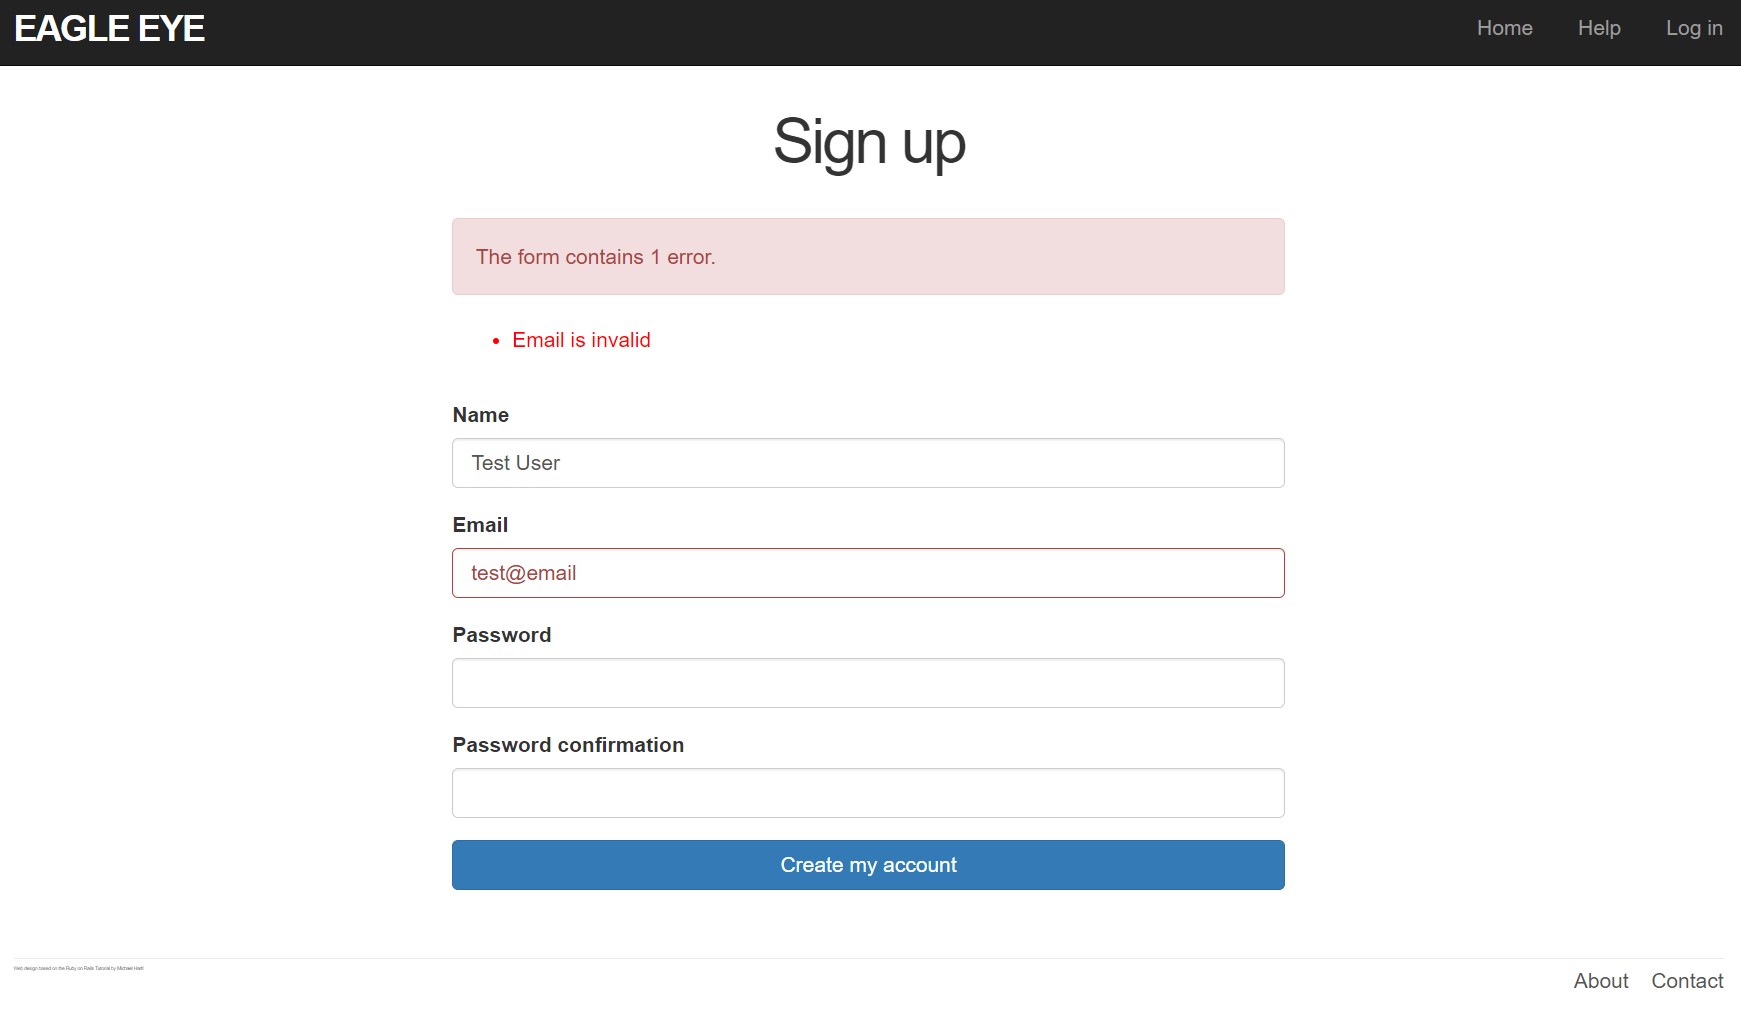 EAGLE EYE
Home Help Log in
Sign up
The form contains 1 error.
Email is invalid
Name
Test User
Email
test@email
Password
Password confirmation
Create my account
Web design based on the Ruby on Rails Tutorial by Michael Hartl
About Contact